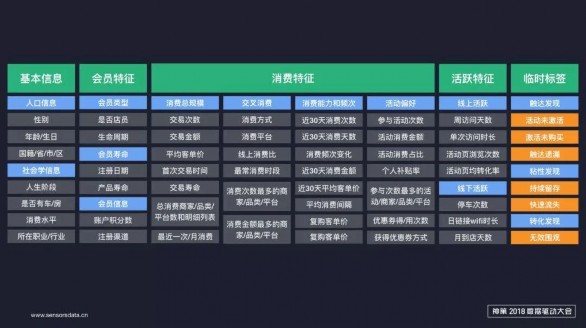 基本信息
会员特征
消费特征
活跃特征
临时标签
人口信息
会员类型
消费总规模
交叉消费
消费能力和频次
活动偏好
线上活跃
触达发现
性别
是否店员
交易次数
消费方式
近30天消费次数
参与活动次数
周访问天数
活动未激活
年龄/生日
生命周期
交易金额
消费平台
近30天消费天数
活动消费金额
单次访问时长
激活未购买
国籍/省/市/区
会员寿命
平均客单价
线上消费比
消费频次变化
活动消费占比
活动页浏览次数
触达遗漏
社会学信息
注册日期
首次交易时间
最常消费时段
近30天消费金额
个人补贴率
活动页均转化率
粘性发现
人生阶段
产品寿命
交易寿命
消费次数最多的商
家/品类/平台
近30天平均客单价
参与次数最多的活
动/商家/品类/平台
线下活跃
持续留存
是否有车/房
会员信息
总消费商家/品类/
平台数和明细列表
平均消费间隔
停车次数
快速流失
消费水平
账户积分数
消费金额最多的商
家/品类/平台
复购客单价
优惠券得/用次数
日链接wifi时长
转化发现
所在职业/行业
注册渠道
最近一次/月消费
复购客单价
获得优惠券方式
月到店天数
无效围观
www.sensorsdata.cn
神策 2018 数据驱动大会